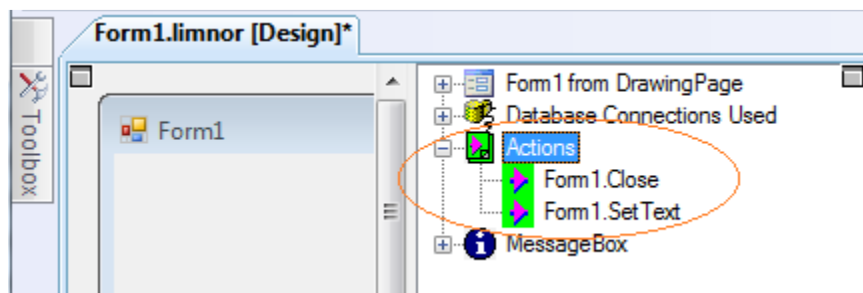 Form1.limnor [Design]*
Toolbox
Form1
Form1 from DrawingPage
Database Connections Used
Actions
Form1.Close
Form1.SetText
MessageBox